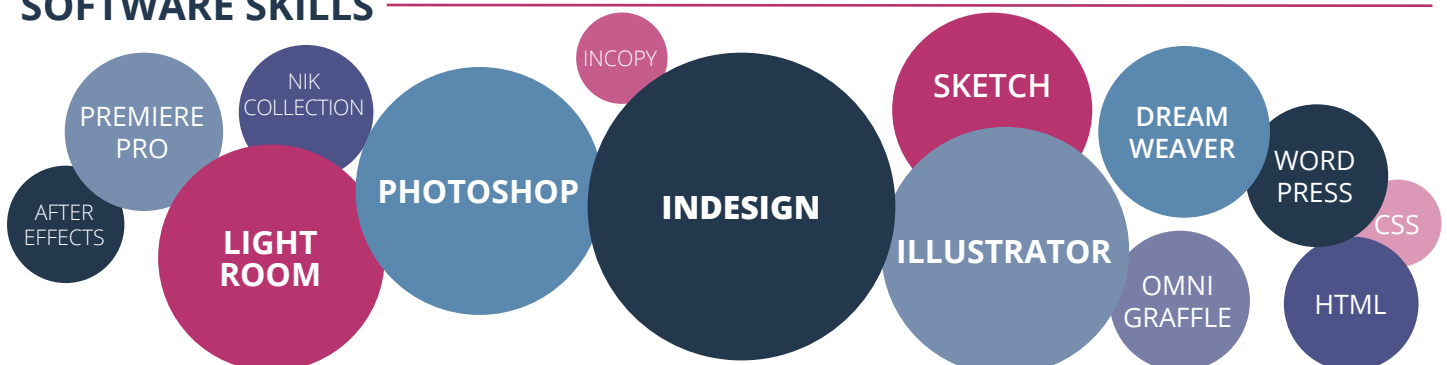 SOFTWARE SKILLS
AFTER
EFFECTS
PREMIERE
PRO
NIK
COLLECTION
LIGHT
ROOM
PHOTOSHOP
INCOPY
INDESIGN
SKETCH
ILLUSTRATOR
DREAM
WEAVER
OMNI
GRAFFLE
WORD
PRESS
CSS
HTML